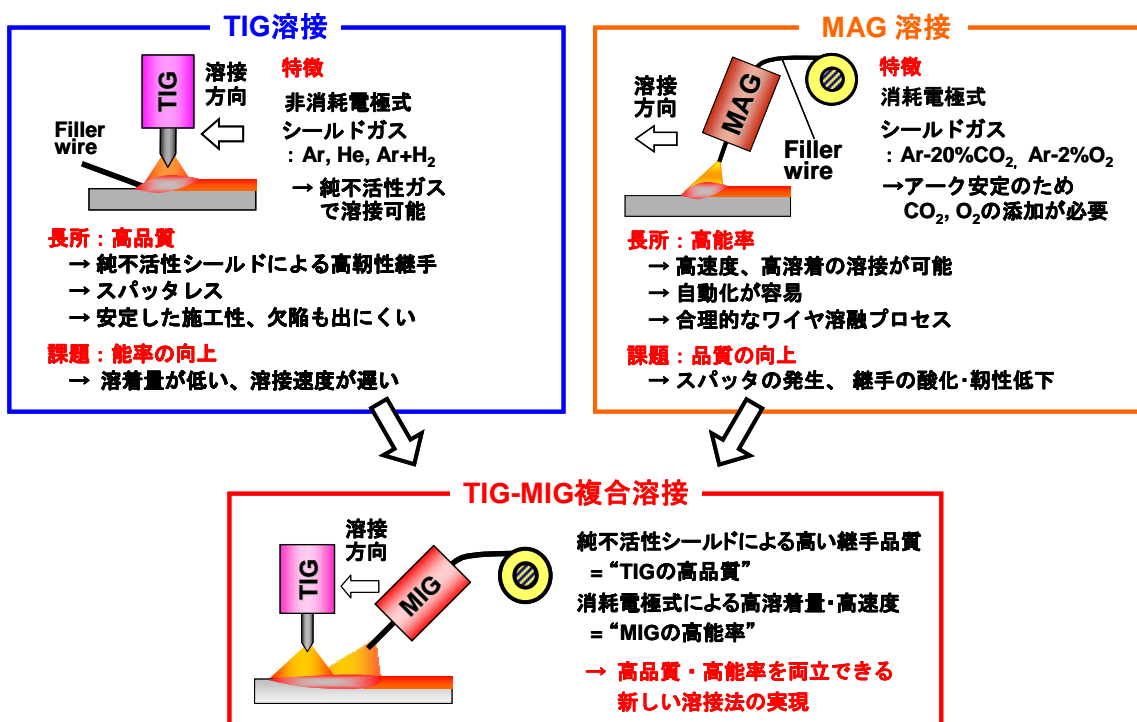 TIG溶接
TIG
溶接
方向
Filler
wire
特徴
非消耗電極式
シールドガス
: Ar, He, Ar+H₂
→ 純不活性ガス
で溶接可能
長所：高品質
→ 純不活性シールドによる高靭性継手
→ スパッタレス
→ 安定した施工性、欠陥も出にくい
課題：能率の向上
→ 溶着量が低い、溶接速度が遅い
MAG 溶接
溶接
方向
MAG
Filler
wire
特徴
消耗電極式
シールドガス
: Ar-20%CO₂, Ar-2%O₂
→アーク安定のため
CO₂, O₂の添加が必要
長所：高能率
→ 高速度、高溶着の溶接が可能
→ 自動化が容易
→ 合理的なワイヤ溶融プロセス
課題：品質の向上
→ スパッタの発生、 継手の酸化・靭性低下
TIG-MIG複合溶接
溶接
方向
TIG
MIG
純不活性シールドによる高い継手品質
= “TIGの高品質”
消耗電極式による高溶着量・高速度
= “MIGの高能率”
→ 高品質・高能率を両立できる
新しい溶接法の実現